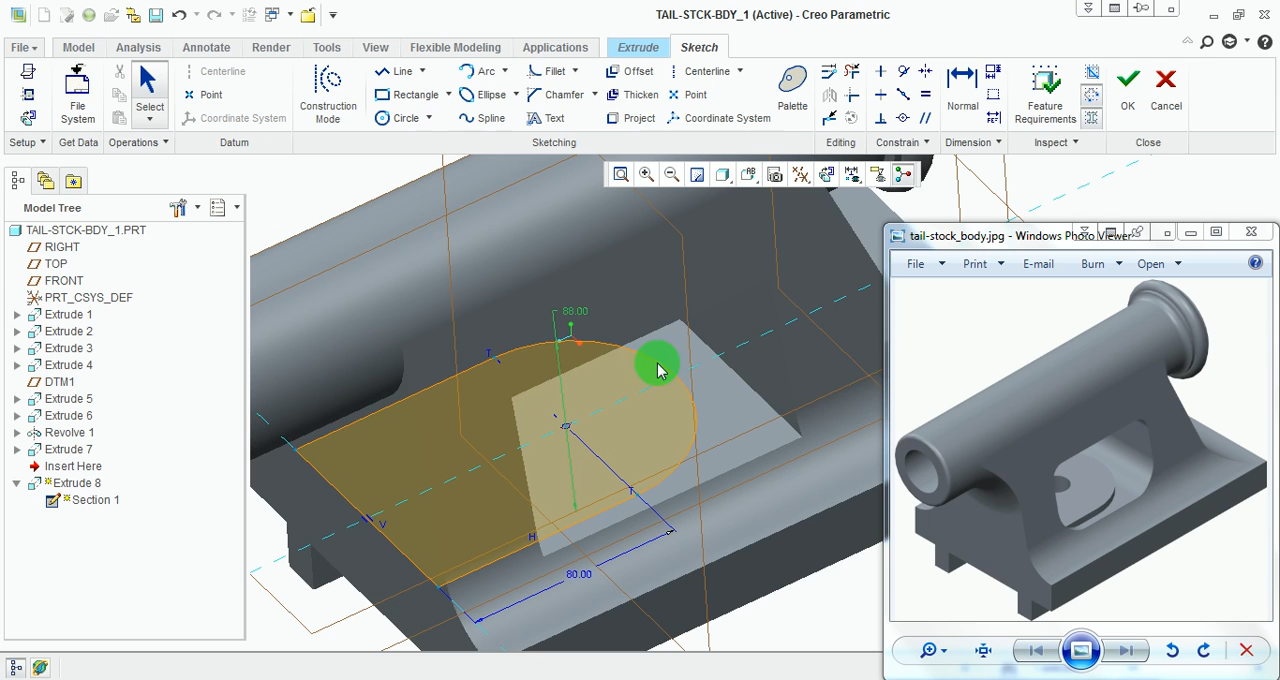 TAIL-STCK-BDY_1 (Active) - Creo Parametric
File Model Analysis Annotate Render Tools View Flexible Modeling Applications Extrude Sketch
File System
Select
Centerline
Point
Coordinate System
Construction Mode
Line Arc Fillet Offset Centerline
Rectangle Ellipse Chamfer Thicken Point
Circle Spline Text Project Coordinate System
Palette
Normal
Feature Requirements
OK Cancel
Setup Get Data Operations Datum Sketching Editing Constrain Dimension Inspect Close
Model Tree
TAIL-STCK-BDY_1.PRT
RIGHT
TOP
FRONT
PRT_CSYS_DEF
Extrude 1
Extrude 2
Extrude 3
Extrude 4
DTM1
Extrude 5
Extrude 6
Revolve 1
Extrude 7
Insert Here
Extrude 8
Section 1
88.00
T
T
V
H
80.00
tail-stock_body.jpg - Windows Photo Viewer
File Print E-mail Burn Open